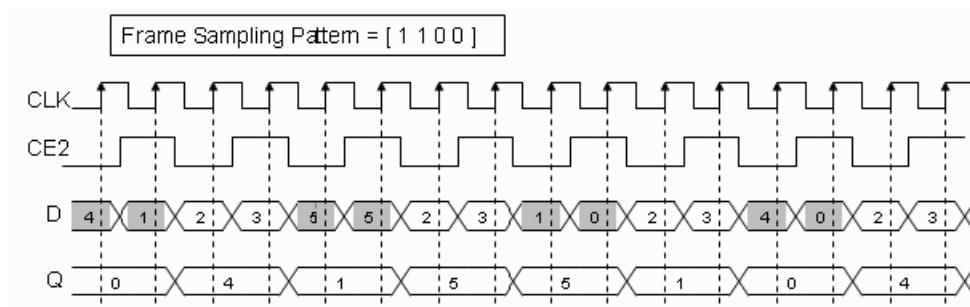 Frame Sampling Pattern = [ 1 1 0 0 ]
CLK
CE2
D 4 1 2 3 5 5 2 3 1 0 2 3 4 0 2 3
Q 0 4 1 5 5 1 0 4